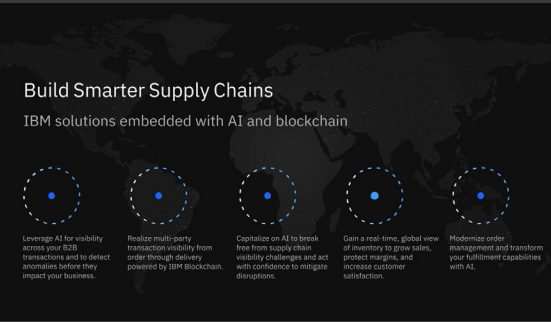 Build Smarter Supply Chains
IBM solutions embedded with AI and blockchain
Leverage AI for visibility
across your B2B
transactions and to detect
anomalies before they
impact your business.
Realize multi-party
transaction visibility from
order through delivery
powered by IBM Blockchain.
Capitalize on AI to break
free from supply chain
visibility challenges and act
with confidence to mitigate
disruptions.
Gain a real-time, global view
of inventory to grow sales,
protect margins, and
increase customer
satisfaction.
Modernize order
management and transform
your fulfillment capabilities
with AI.